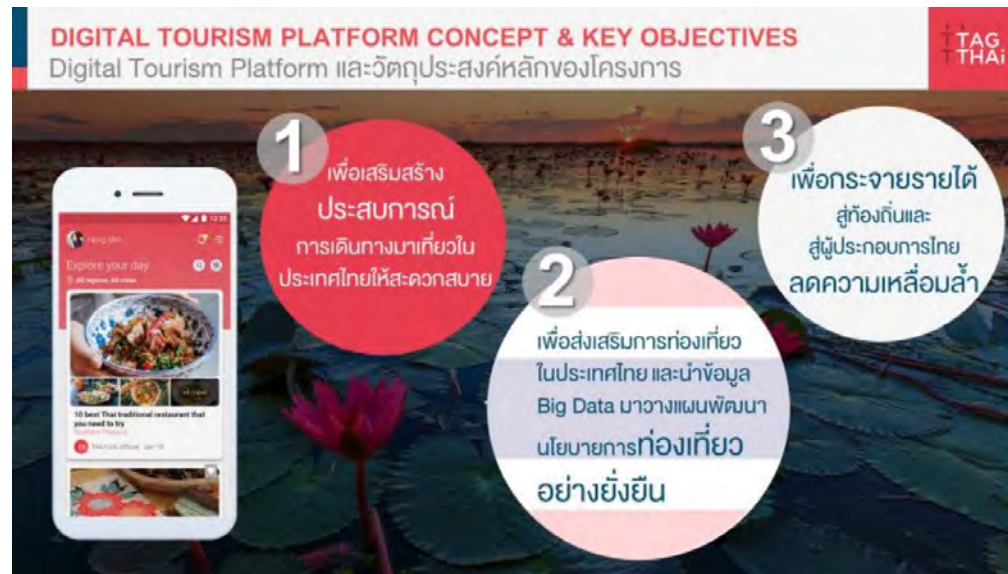 DIGITAL TOURISM PLATFORM CONCEPT & KEY OBJECTIVES
Digital Tourism Platform และวัตถุประสงค์หลักของโครงการ
TAG
THAi
1
เพื่อเสริมสร้าง
ประสบการณ์
การเดินทางมาเที่ยวใน
ประเทศไทยให้สะดวกสบาย
2
เพื่อส่งเสริมการท่องเที่ยว
ในประเทศไทย และนำข้อมูล
Big Data มาวางแผนพัฒนา
นโยบายการท่องเที่ยว
อย่างยั่งยืน
3
เพื่อกระจายรายได้
สู่ท้องถิ่นและ
สู่ผู้ประกอบการไทย
ลดความเหลื่อมล้ำ
12:30
Explore your day
All regions, All cities
10 best Thai traditional restaurant that
you need to try